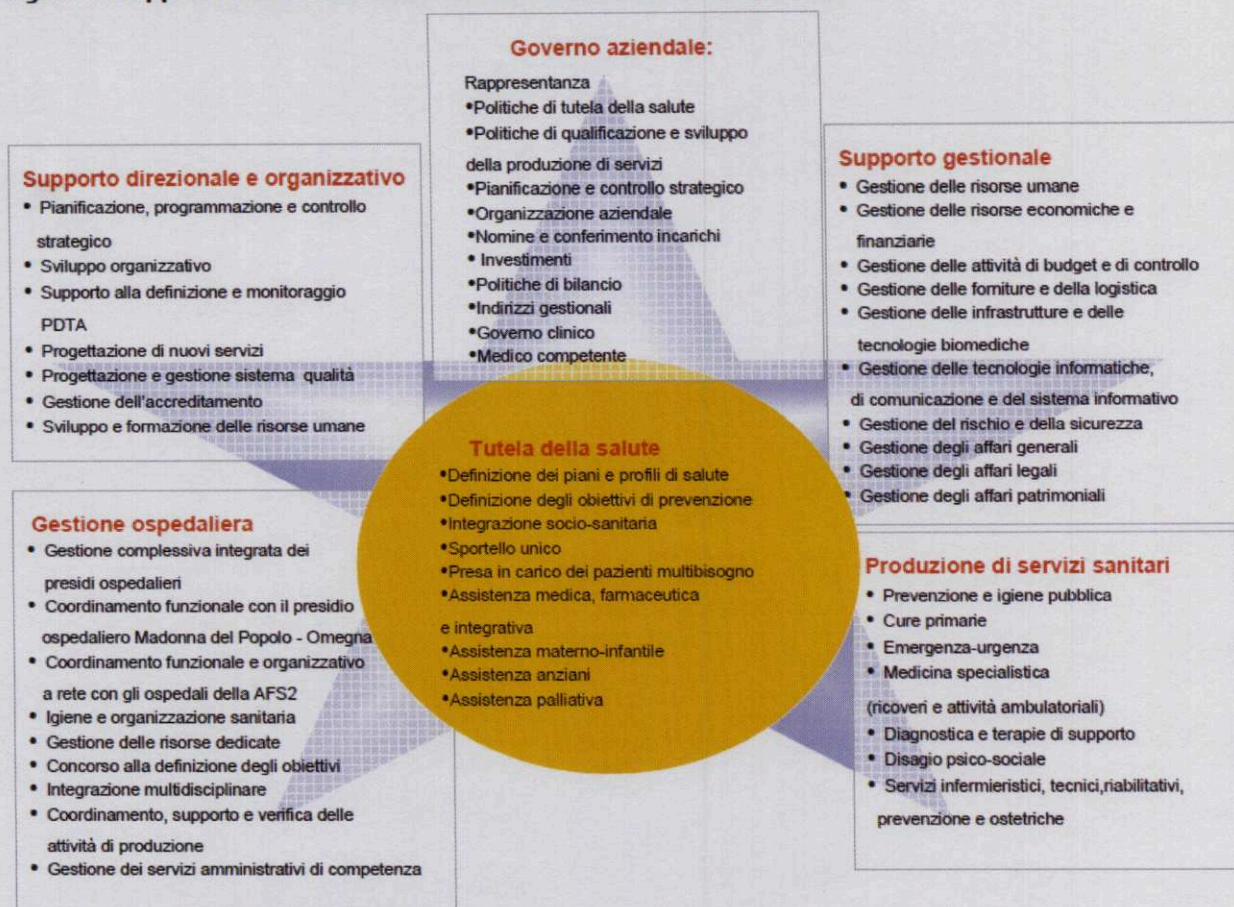 Governo aziendale:
Rappresentanza
•Politiche di tutela della salute
•Politiche di qualificazione e sviluppo
della produzione di servizi
•Pianificazione e controllo strategico
•Organizzazione aziendale
•Nomine e conferimento incarichi
• Investimenti
•Politiche di bilancio
•Indirizzi gestionali
•Governo clinico
•Medico competente
Supporto direzionale e organizzativo
• Pianificazione, programmazione e controllo
strategico
• Sviluppo organizzativo
• Supporto alla definizione e monitoraggio
PDTA
• Progettazione di nuovi servizi
• Progettazione e gestione sistema qualità
• Gestione dell'accreditamento
• Sviluppo e formazione delle risorse umane
Supporto gestionale
• Gestione delle risorse umane
• Gestione delle risorse economiche e
finanziarie
• Gestione delle attività di budget e di controllo
• Gestione delle forniture e della logistica
• Gestione delle infrastrutture e delle
tecnologie biomediche
• Gestione delle tecnologie informatiche,
di comunicazione e del sistema informativo
• Gestione del rischio e della sicurezza
• Gestione degli affari generali
• Gestione degli affari legali
• Gestione degli affari patrimoniali
Tutela della salute
•Definizione dei piani e profili di salute
•Definizione degli obiettivi di prevenzione
•Integrazione socio-sanitaria
•Sportello unico
•Presa in carico dei pazienti multibisogno
•Assistenza medica, farmaceutica
e integrativa
•Assistenza materno-infantile
•Assistenza anziani
•Assistenza palliativa
Gestione ospedaliera
• Gestione complessiva integrata dei
presidi ospedalieri
• Coordinamento funzionale con il presidio
ospedaliero Madonna del Popolo - Omegna
• Coordinamento funzionale e organizzativo
a rete con gli ospedali della AFS2
• Igiene e organizzazione sanitaria
• Gestione delle risorse dedicate
• Concorso alla definizione degli obiettivi
• Integrazione multidisciplinare
• Coordinamento, supporto e verifica delle
attività di produzione
• Gestione dei servizi amministrativi di competenza
Produzione di servizi sanitari
• Prevenzione e igiene pubblica
• Cure primarie
• Emergenza-urgenza
• Medicina specialistica
(ricoveri e attività ambulatoriali)
• Diagnostica e terapie di supporto
• Disagio psico-sociale
• Servizi infermieristici, tecnici,riabilitativi,
prevenzione e ostetriche